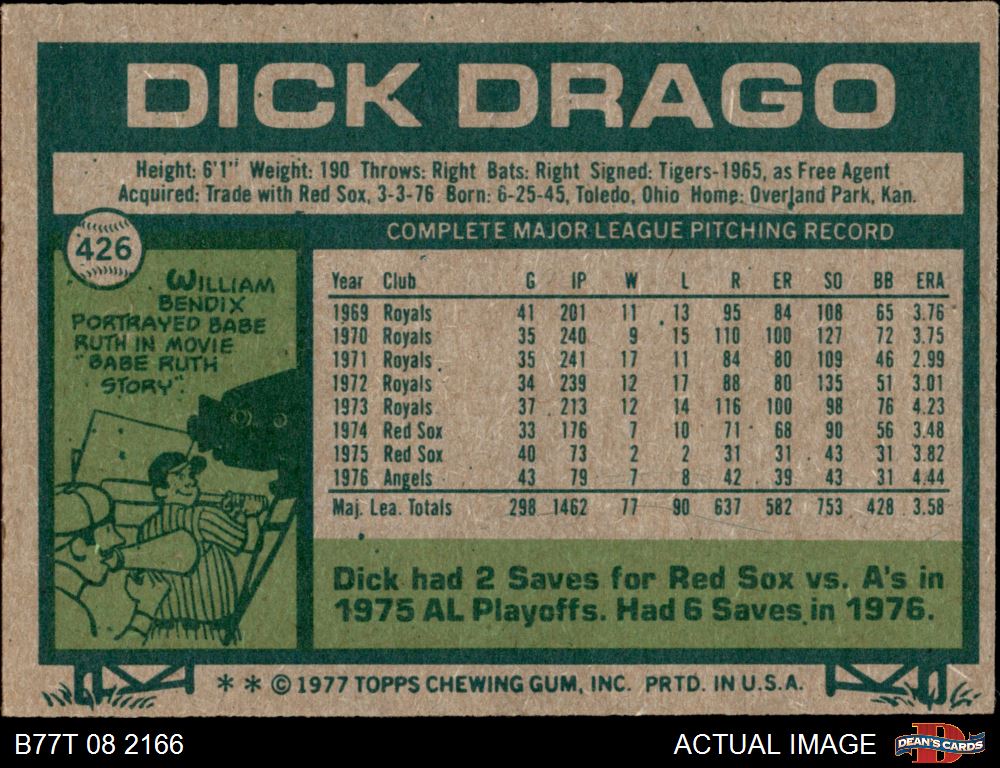 DICK DRAGO
Height: 6'1" Weight: 190 Throws: Right Bats: Right Signed: Tigers-1965, as Free Agent
Acquired: Trade with Red Sox, 3-3-76 Born: 6-25-45, Toledo, Ohio Home: Overland Park, Kan.
426
WILLIAM
BENDIX
PORTRAYED BABE
RUTH IN MOVIE
"BABE RUTH
STORY".
COMPLETE MAJOR LEAGUE PITCHING RECORD
Year Club G IP W L R ER SO BB ERA
1969 Royals 41 201 11 13 95 84 108 65 3.76
1970 Royals 35 240 9 15 110 100 127 72 3.75
1971 Royals 35 241 17 11 84 80 109 46 2.99
1972 Royals 34 239 12 17 88 80 135 51 3.01
1973 Royals 37 213 12 14 116 100 98 76 4.23
1974 Red Sox 33 176 7 10 71 68 90 56 3.48
1975 Red Sox 40 73 2 2 31 31 43 31 3.82
1976 Angels 43 79 7 8 42 39 43 31 4.44
Maj. Lea. Totals 298 1462 77 90 637 582 753 428 3.58
Dick had 2 Saves for Red Sox vs. A's in
1975 AL Playoffs. Had 6 Saves in 1976.
* * © 1977 TOPPS CHEWING GUM, INC. PRTD. IN U.S.A.
B77T 08 2166
ACTUAL IMAGE
D
DEAN'S CARDS